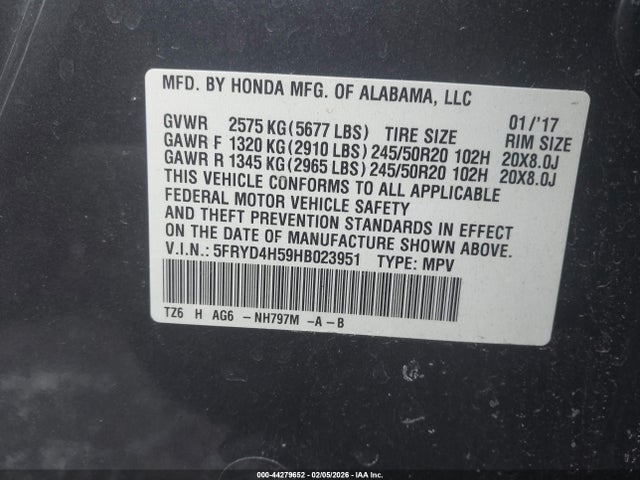 MFD. BY HONDA MFG. OF ALABAMA, LLC
GVWR 2575 KG (5677 LBS) TIRE SIZE 01/'17 RIM SIZE
GAWR F 1320 KG (2910 LBS) 245/50R20 102H 20X8.0J
GAWR R 1345 KG (2965 LBS) 245/50R20 102H 20X8.0J
THIS VEHICLE CONFORMS TO ALL APPLICABLE
FEDERAL MOTOR VEHICLE SAFETY
AND THEFT PREVENTION STANDARDS IN EFFECT
ON THE DATE OF MANUFACTURE SHOWN ABOVE.
V.I.N.: 5FRYD4H59HB023951 TYPE: MPV
TZ6 H AG6 -NH797M -A-B
000-44279652 - 02/05/2026 - IAA Inc.